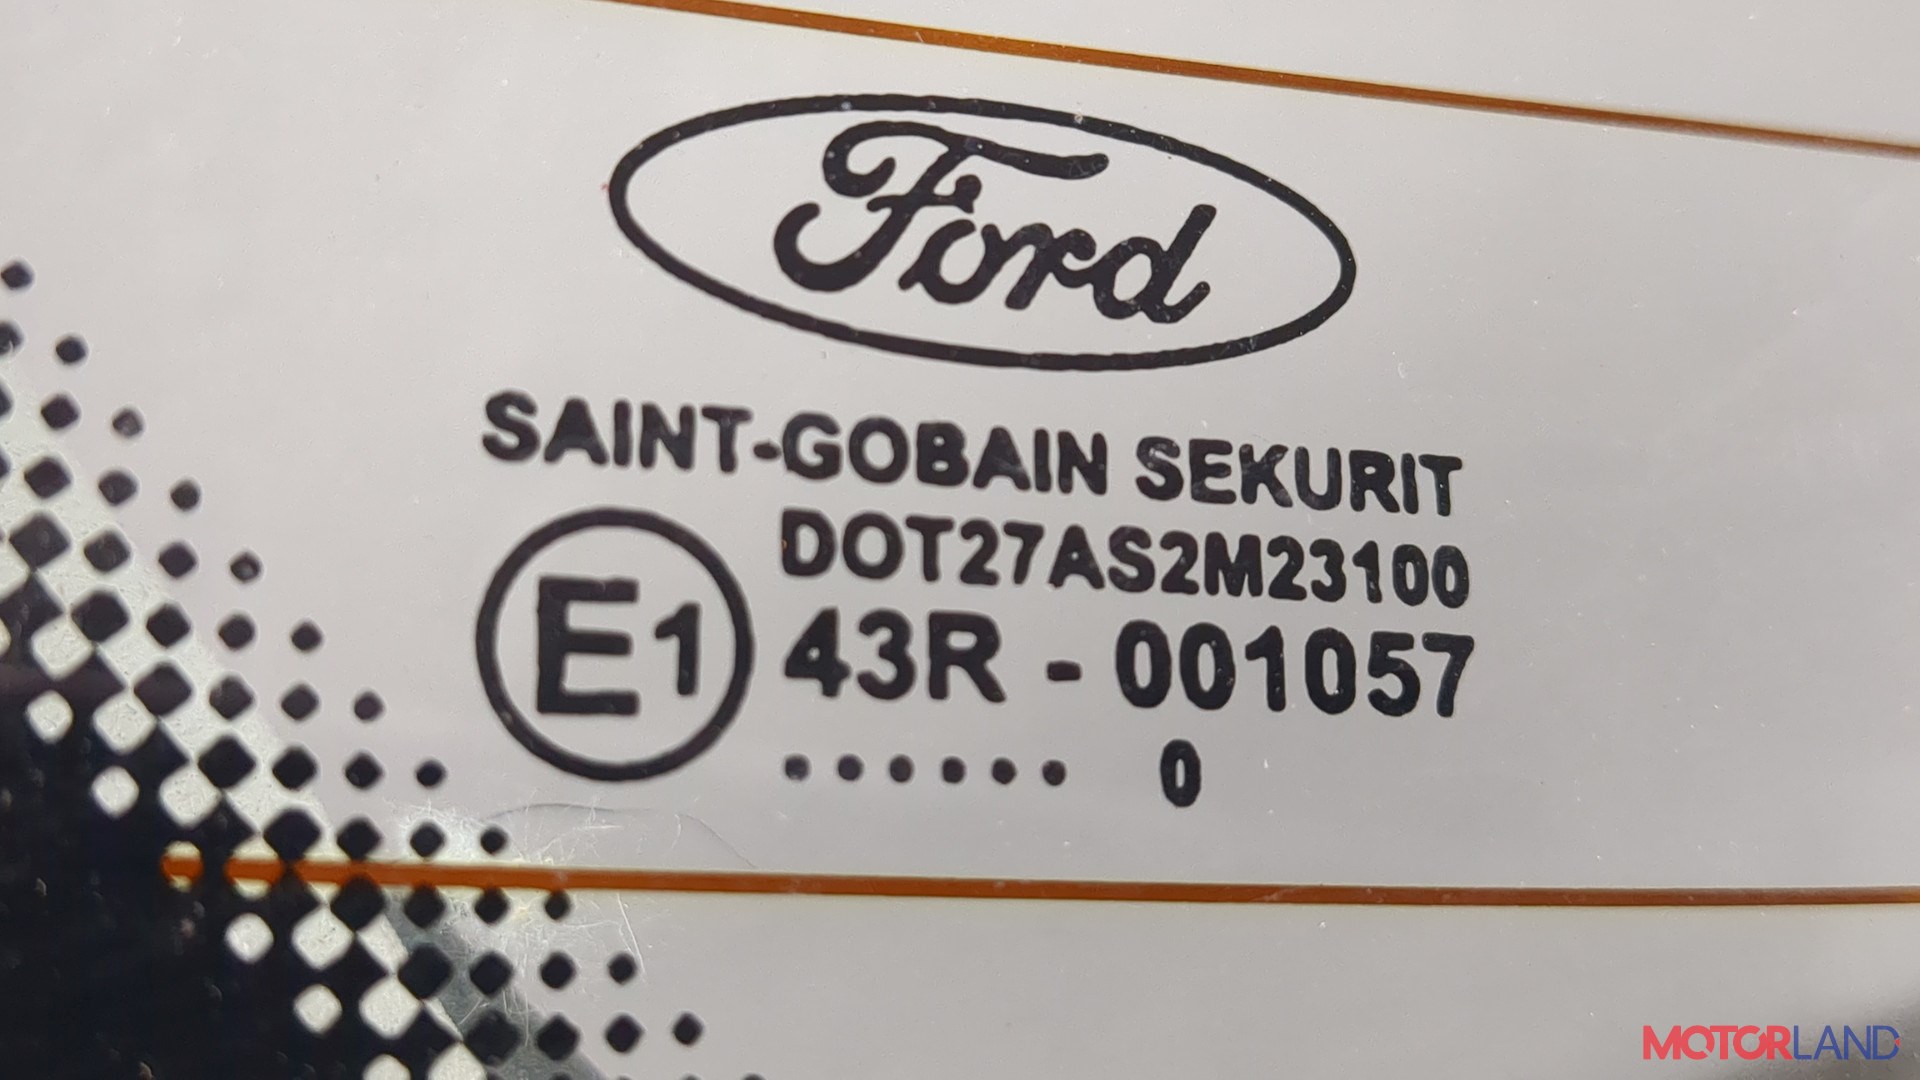 Ford
SAINT-GOBAIN SEKURIT
DOT27AS2M23100
E1 43R - 001057
...... 0
MOTORLAND